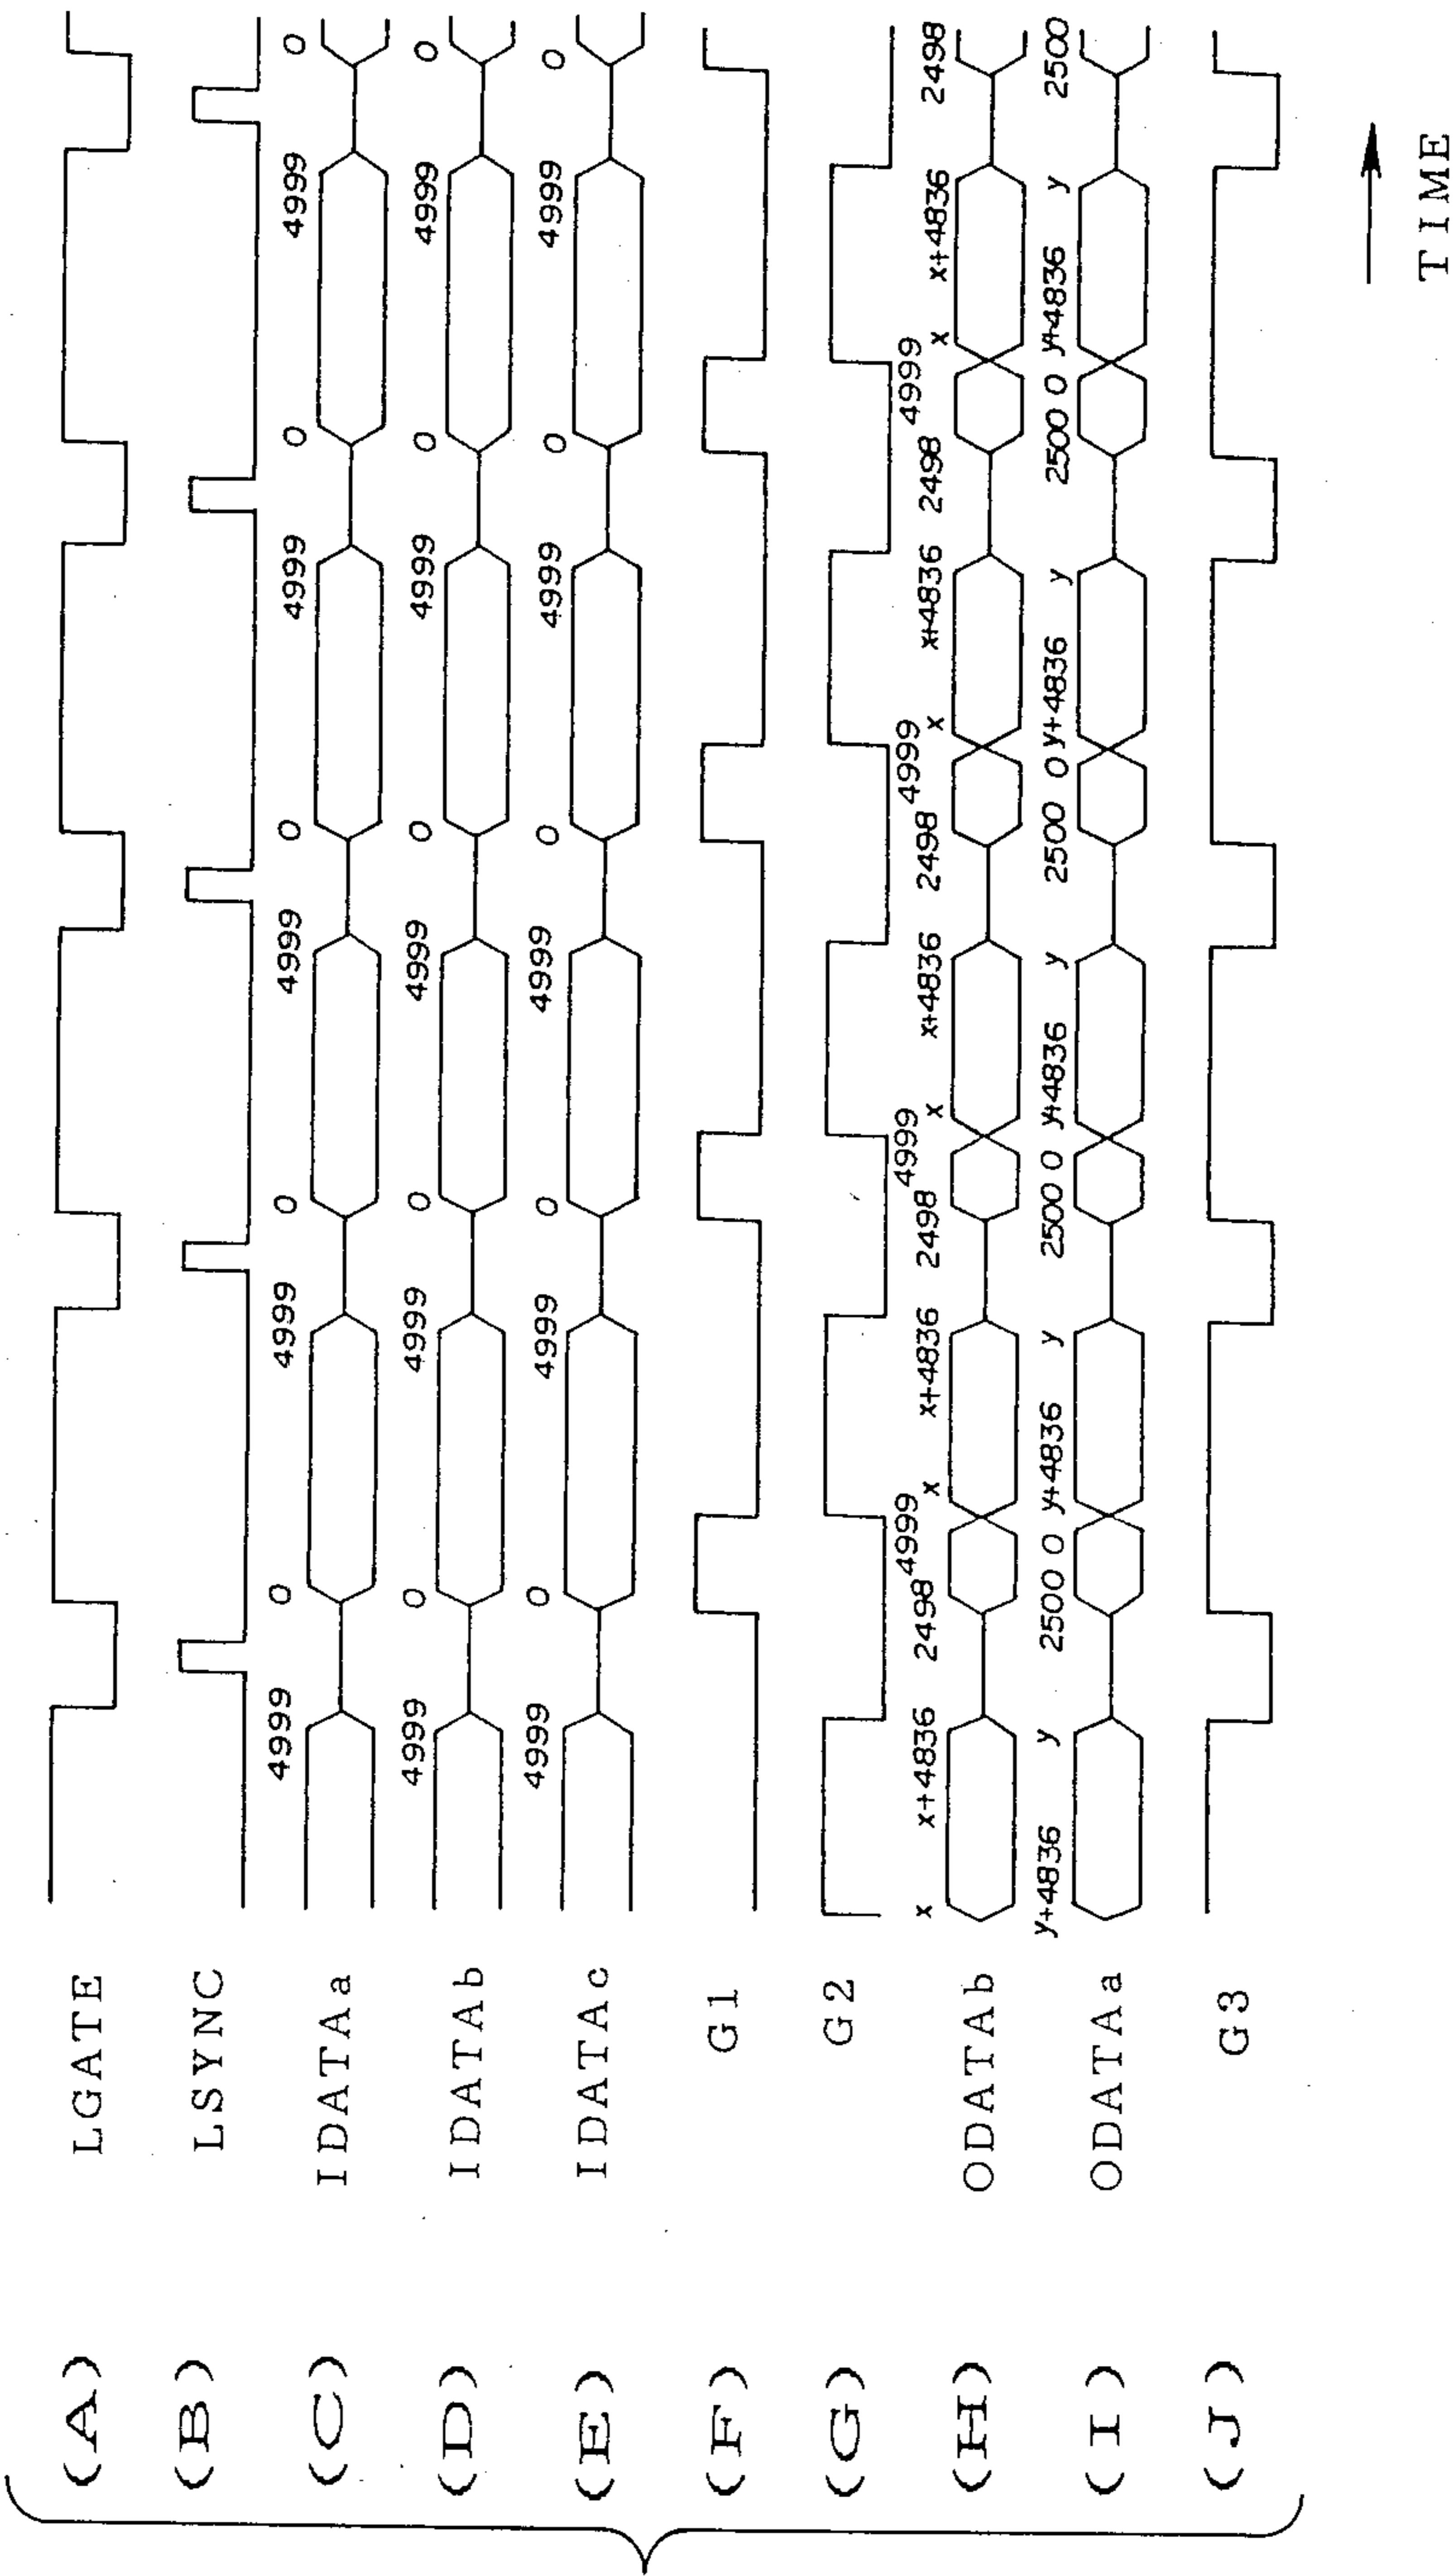 (A) LGATE
(B) LSYNC
(C) IDATAa 4999 0 4999 0 4999 0 4999 0 4999 0
(D) IDATAb 4999 0 4999 0 4999 0 4999 0 4999 0
(E) IDATAc 4999 0 4999 0 4999 0 4999 0 4999 0
(F) G1
(G) G2
(H) ODATAb x x+4836 2498 4999 x x+4836 2498 4999 x x+4836 2498 4999 x x+4836 2498 4999 x x+4836 2498
(I) ODATAa y+4836 y 2500 0 y+4836 y 2500 0 y+4836 y 2500 0 y+4836 y 2500 0 y+4836 y 2500
(J) G3
TIME